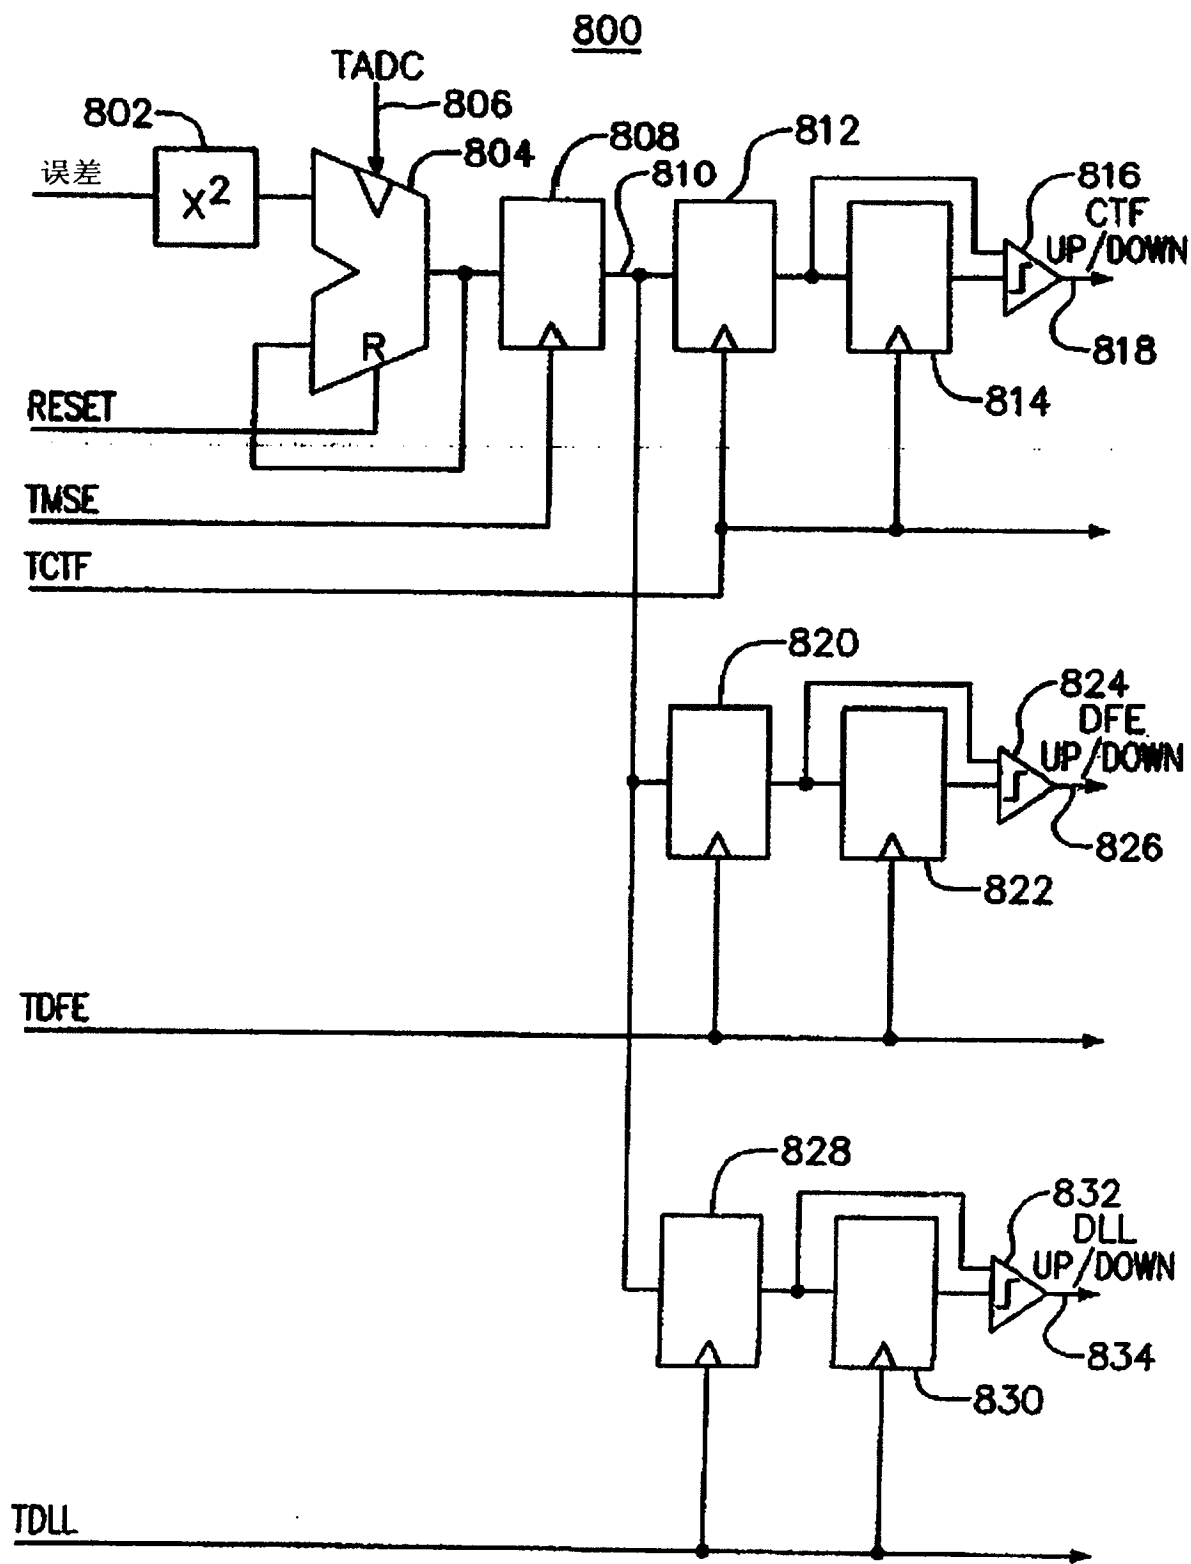 800
TADC
802
806
804
808
810
812
816
CTF
UP/DOWN
误差
X²
R
818
814
RESET
TMSE
TCTF
820
824
DFE
UP/DOWN
826
822
TDFE
828
832
DLL
UP/DOWN
834
830
TDLL